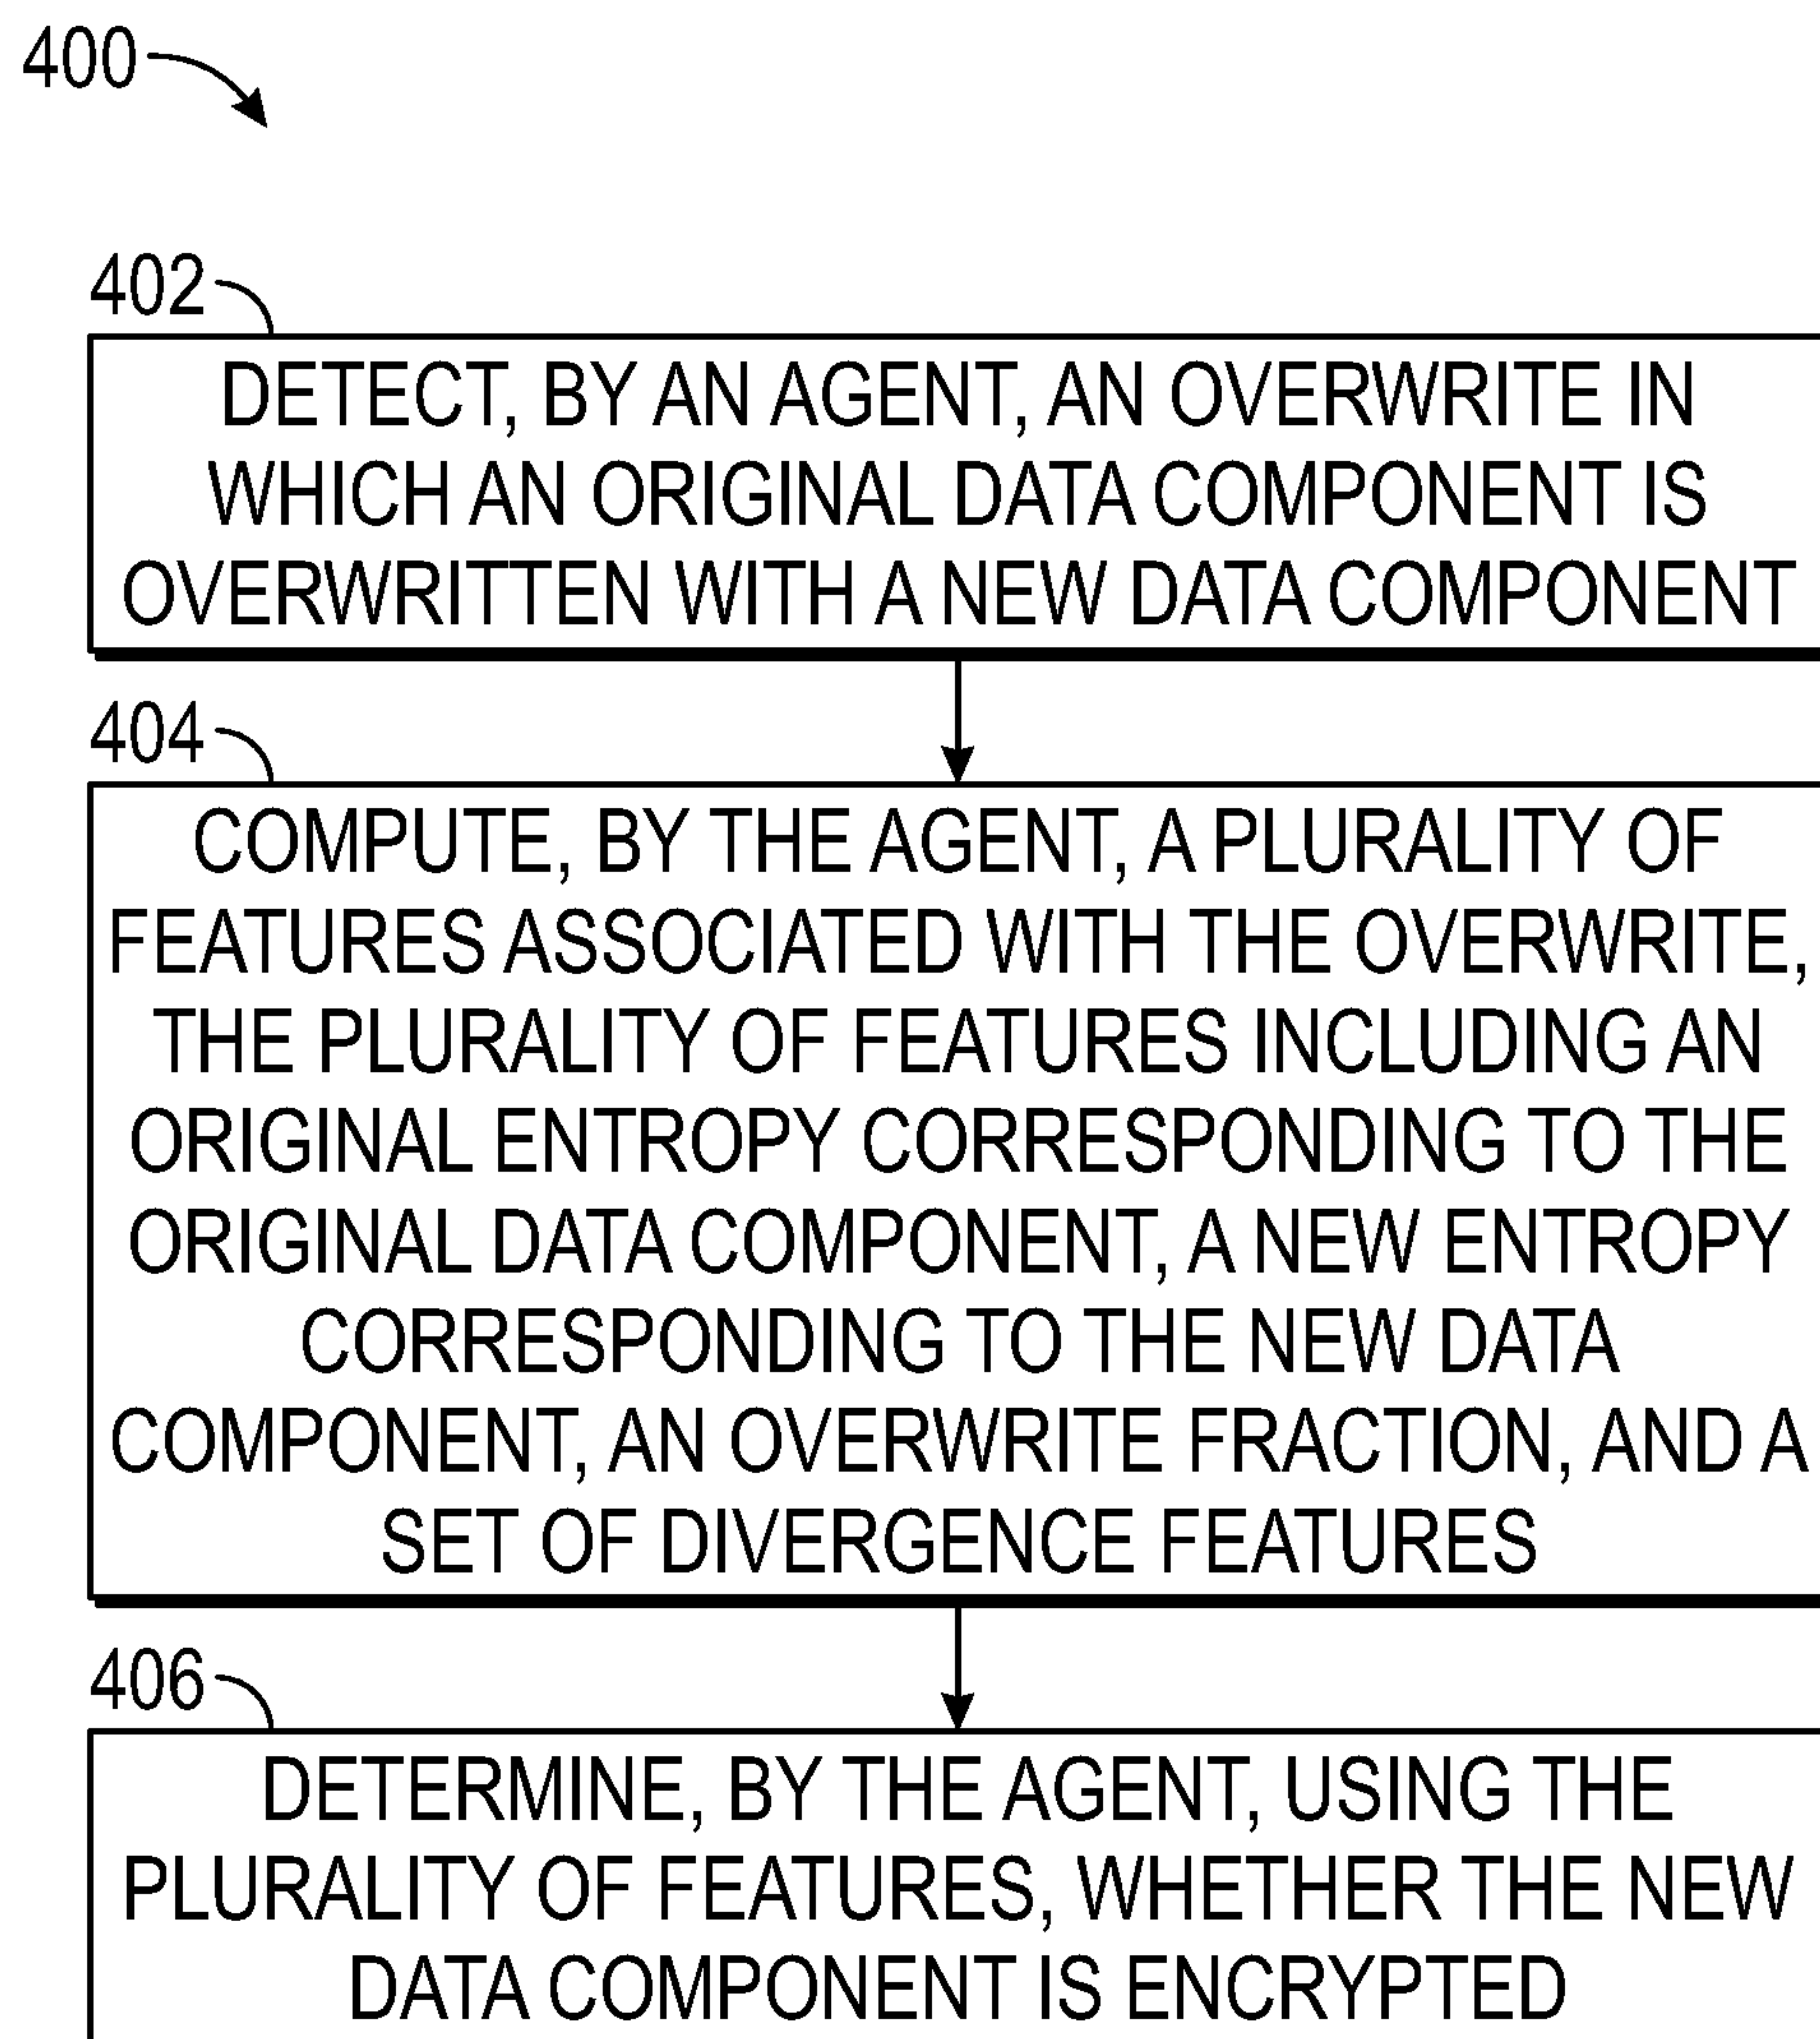 400
402
DETECT, BY AN AGENT, AN OVERWRITE IN
WHICH AN ORIGINAL DATA COMPONENT IS
OVERWRITTEN WITH A NEW DATA COMPONENT
404
COMPUTE, BY THE AGENT, A PLURALITY OF
FEATURES ASSOCIATED WITH THE OVERWRITE,
THE PLURALITY OF FEATURES INCLUDING AN
ORIGINAL ENTROPY CORRESPONDING TO THE
ORIGINAL DATA COMPONENT, A NEW ENTROPY
CORRESPONDING TO THE NEW DATA
COMPONENT, AN OVERWRITE FRACTION, AND A
SET OF DIVERGENCE FEATURES
406
DETERMINE, BY THE AGENT, USING THE
PLURALITY OF FEATURES, WHETHER THE NEW
DATA COMPONENT IS ENCRYPTED